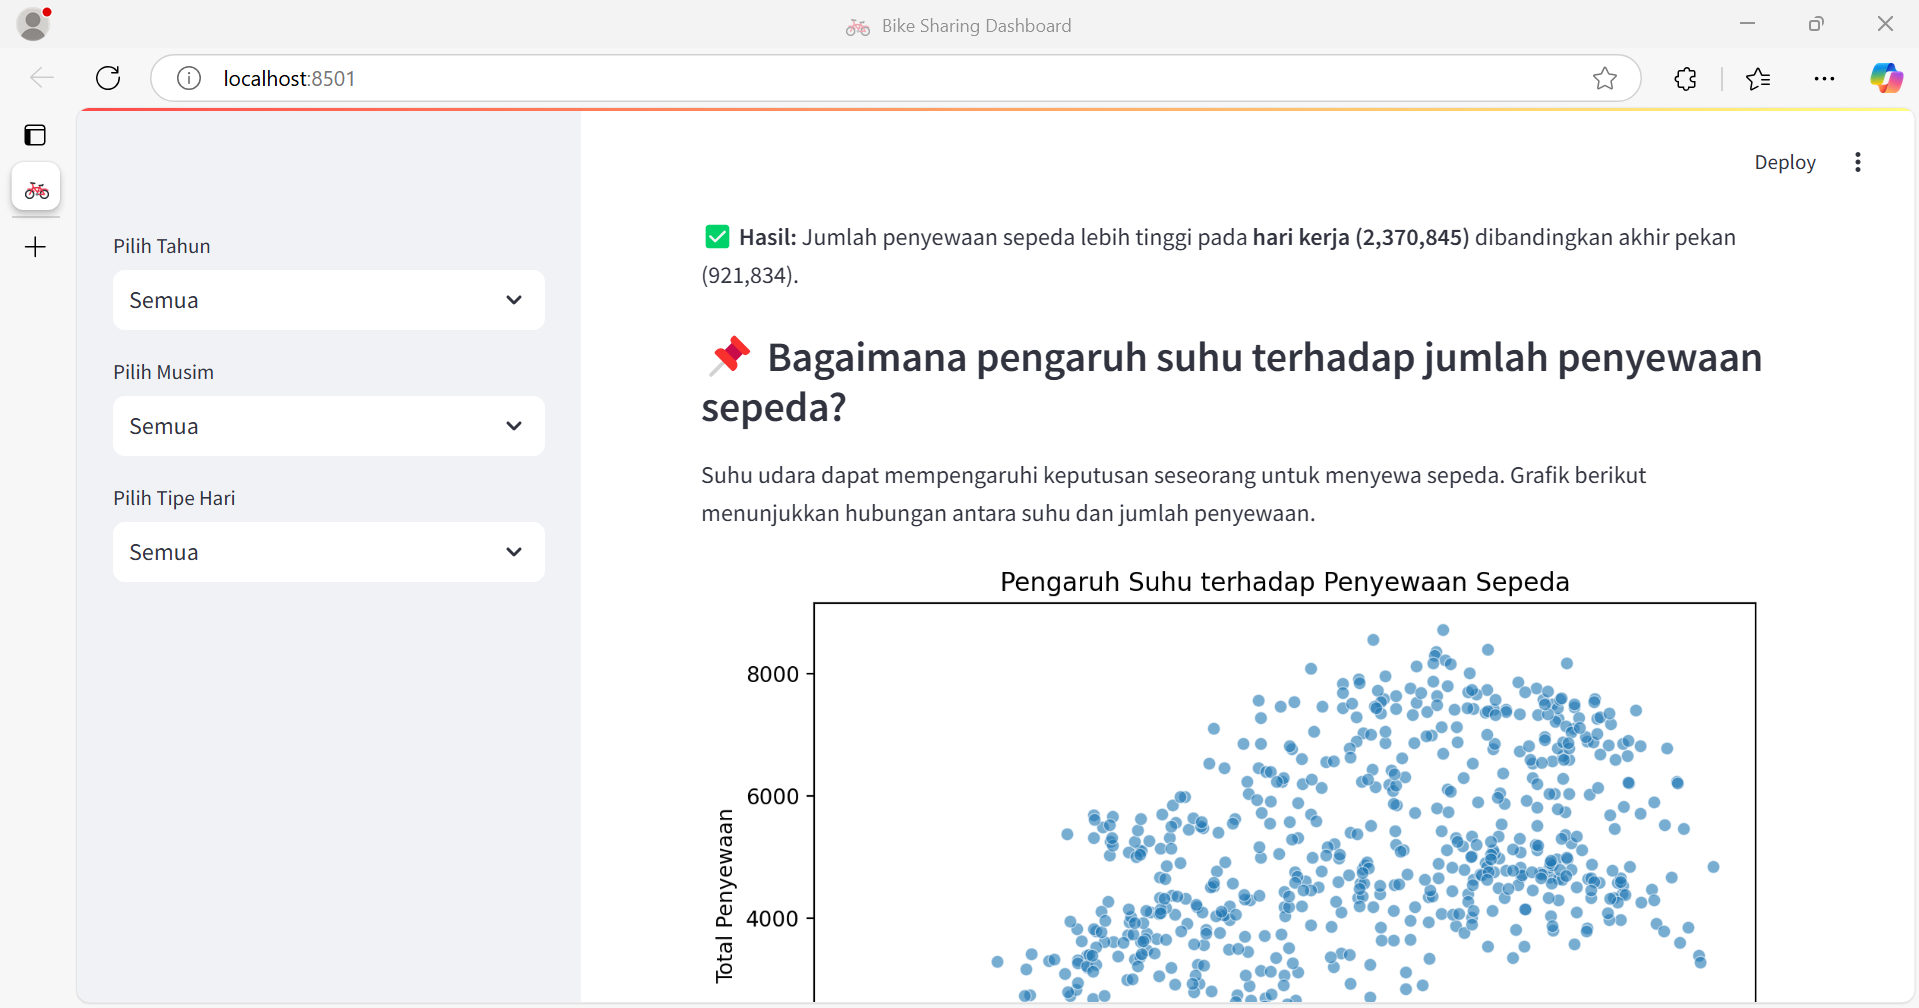 Bike Sharing Dashboard
localhost:8501
Deploy
Pilih Tahun
Semua
Pilih Musim
Semua
Pilih Tipe Hari
Semua
Hasil: Jumlah penyewaan sepeda lebih tinggi pada hari kerja (2,370,845) dibandingkan akhir pekan
(921,834).
Bagaimana pengaruh suhu terhadap jumlah penyewaan
sepeda?
Suhu udara dapat mempengaruhi keputusan seseorang untuk menyewa sepeda. Grafik berikut
menunjukkan hubungan antara suhu dan jumlah penyewaan.
Pengaruh Suhu terhadap Penyewaan Sepeda
8000
6000
4000
Total Penyewaan